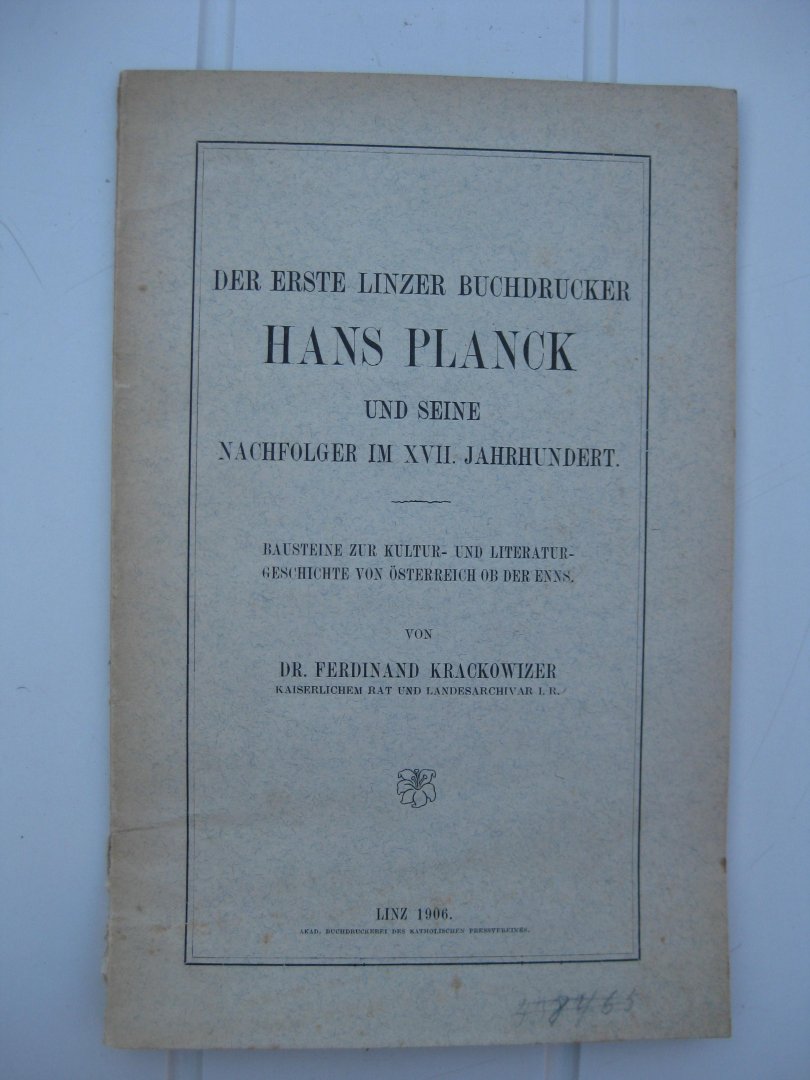 DER ERSTE LINZER BUCHDRUCKER
HANS PLANCK
UND SEINE
NACHFOLGER IM XVII. JAHRHUNDERT.
BAUSTEINE ZUR KULTUR- UND LITERATUR-
GESCHICHTE VON ÖSTERREICH OB DER ENNS.
VON
DR. FERDINAND KRACKOWIZER
KAISERLICHEM RAT UND LANDESARCHIVAR I. R.
LINZ 1906.
AKAD. BUCHDRUCKEREI DES KATHOLISCHEN PRESSVEREINES.